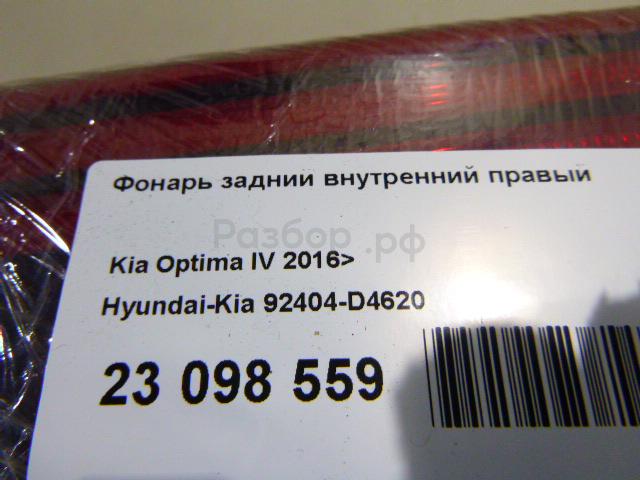 Фонарь задний внутренний правый
Разбор.рф
Kia Optima IV 2016>
Hyundai-Kia 92404-D4620
23 098 559